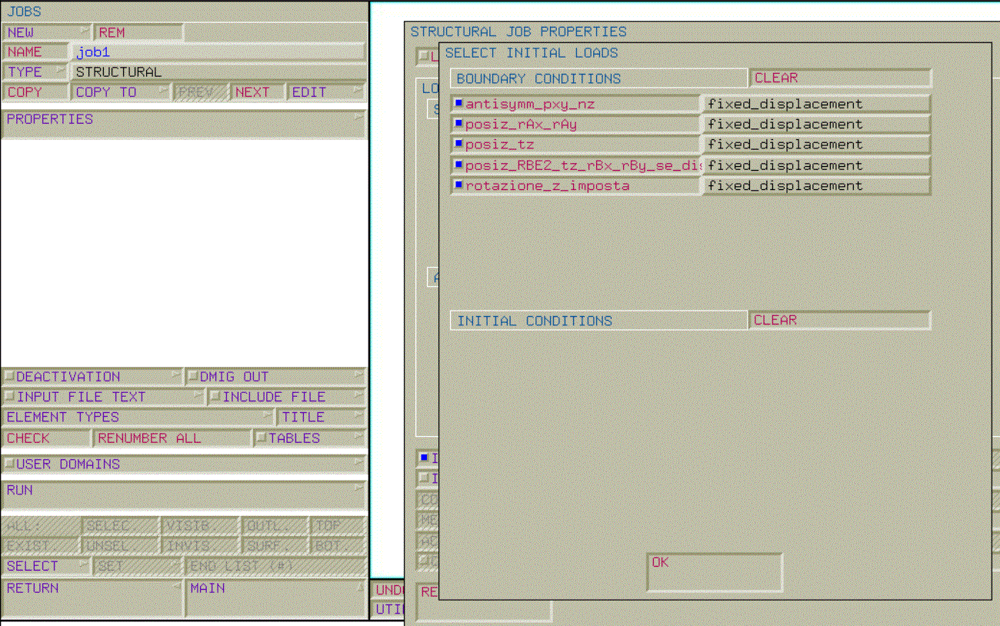 JOBS
NEW REM
NAME job1
TYPE STRUCTURAL
COPY COPY TO PREV NEXT EDIT
PROPERTIES
DEACTIVATION DMIG OUT
INPUT FILE TEXT INCLUDE FILE
ELEMENT TYPES TITLE
CHECK RENUMBER ALL TABLES
USER DOMAINS
RUN
ALL: SELEC. VISIB. OUTL. TOP
EXIST. UNSEL. INVIS. SURF. BOT.
SELECT SET END LIST (#)
RETURN MAIN
UND
UTI
STRUCTURAL JOB PROPERTIES
L
LO
S
A
I
I
CO
ME
AC
RE
SELECT INITIAL LOADS
BOUNDARY CONDITIONS CLEAR
antisymm_pxy_nz fixed_displacement
posiz_rAx_rAy fixed_displacement
posiz_tz fixed_displacement
posiz_RBE2_tz_rBx_rBy_se_dis fixed_displacement
rotazione_z_imposta fixed_displacement
INITIAL CONDITIONS CLEAR
OK